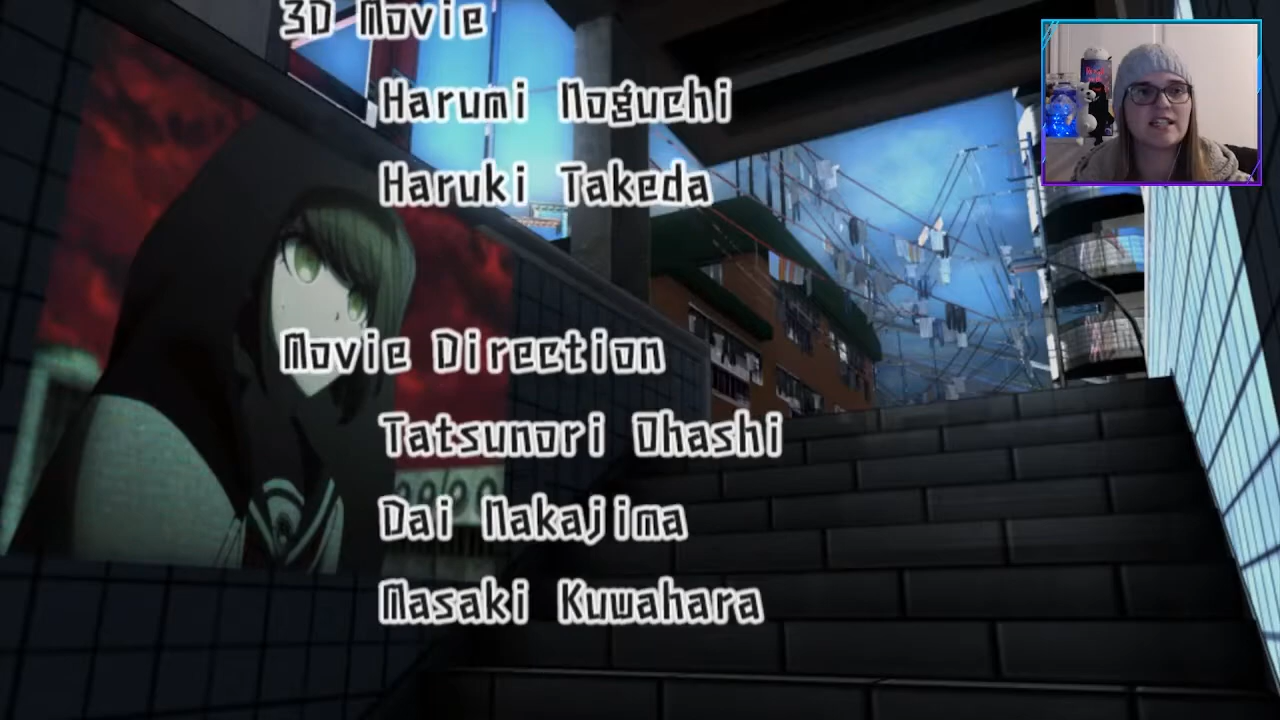 3D Movie
Harumi Noguchi
Haruki Takeda
Movie Direction
Tatsunori Ohashi
Dai Nakajima
Masaki Kuwahara